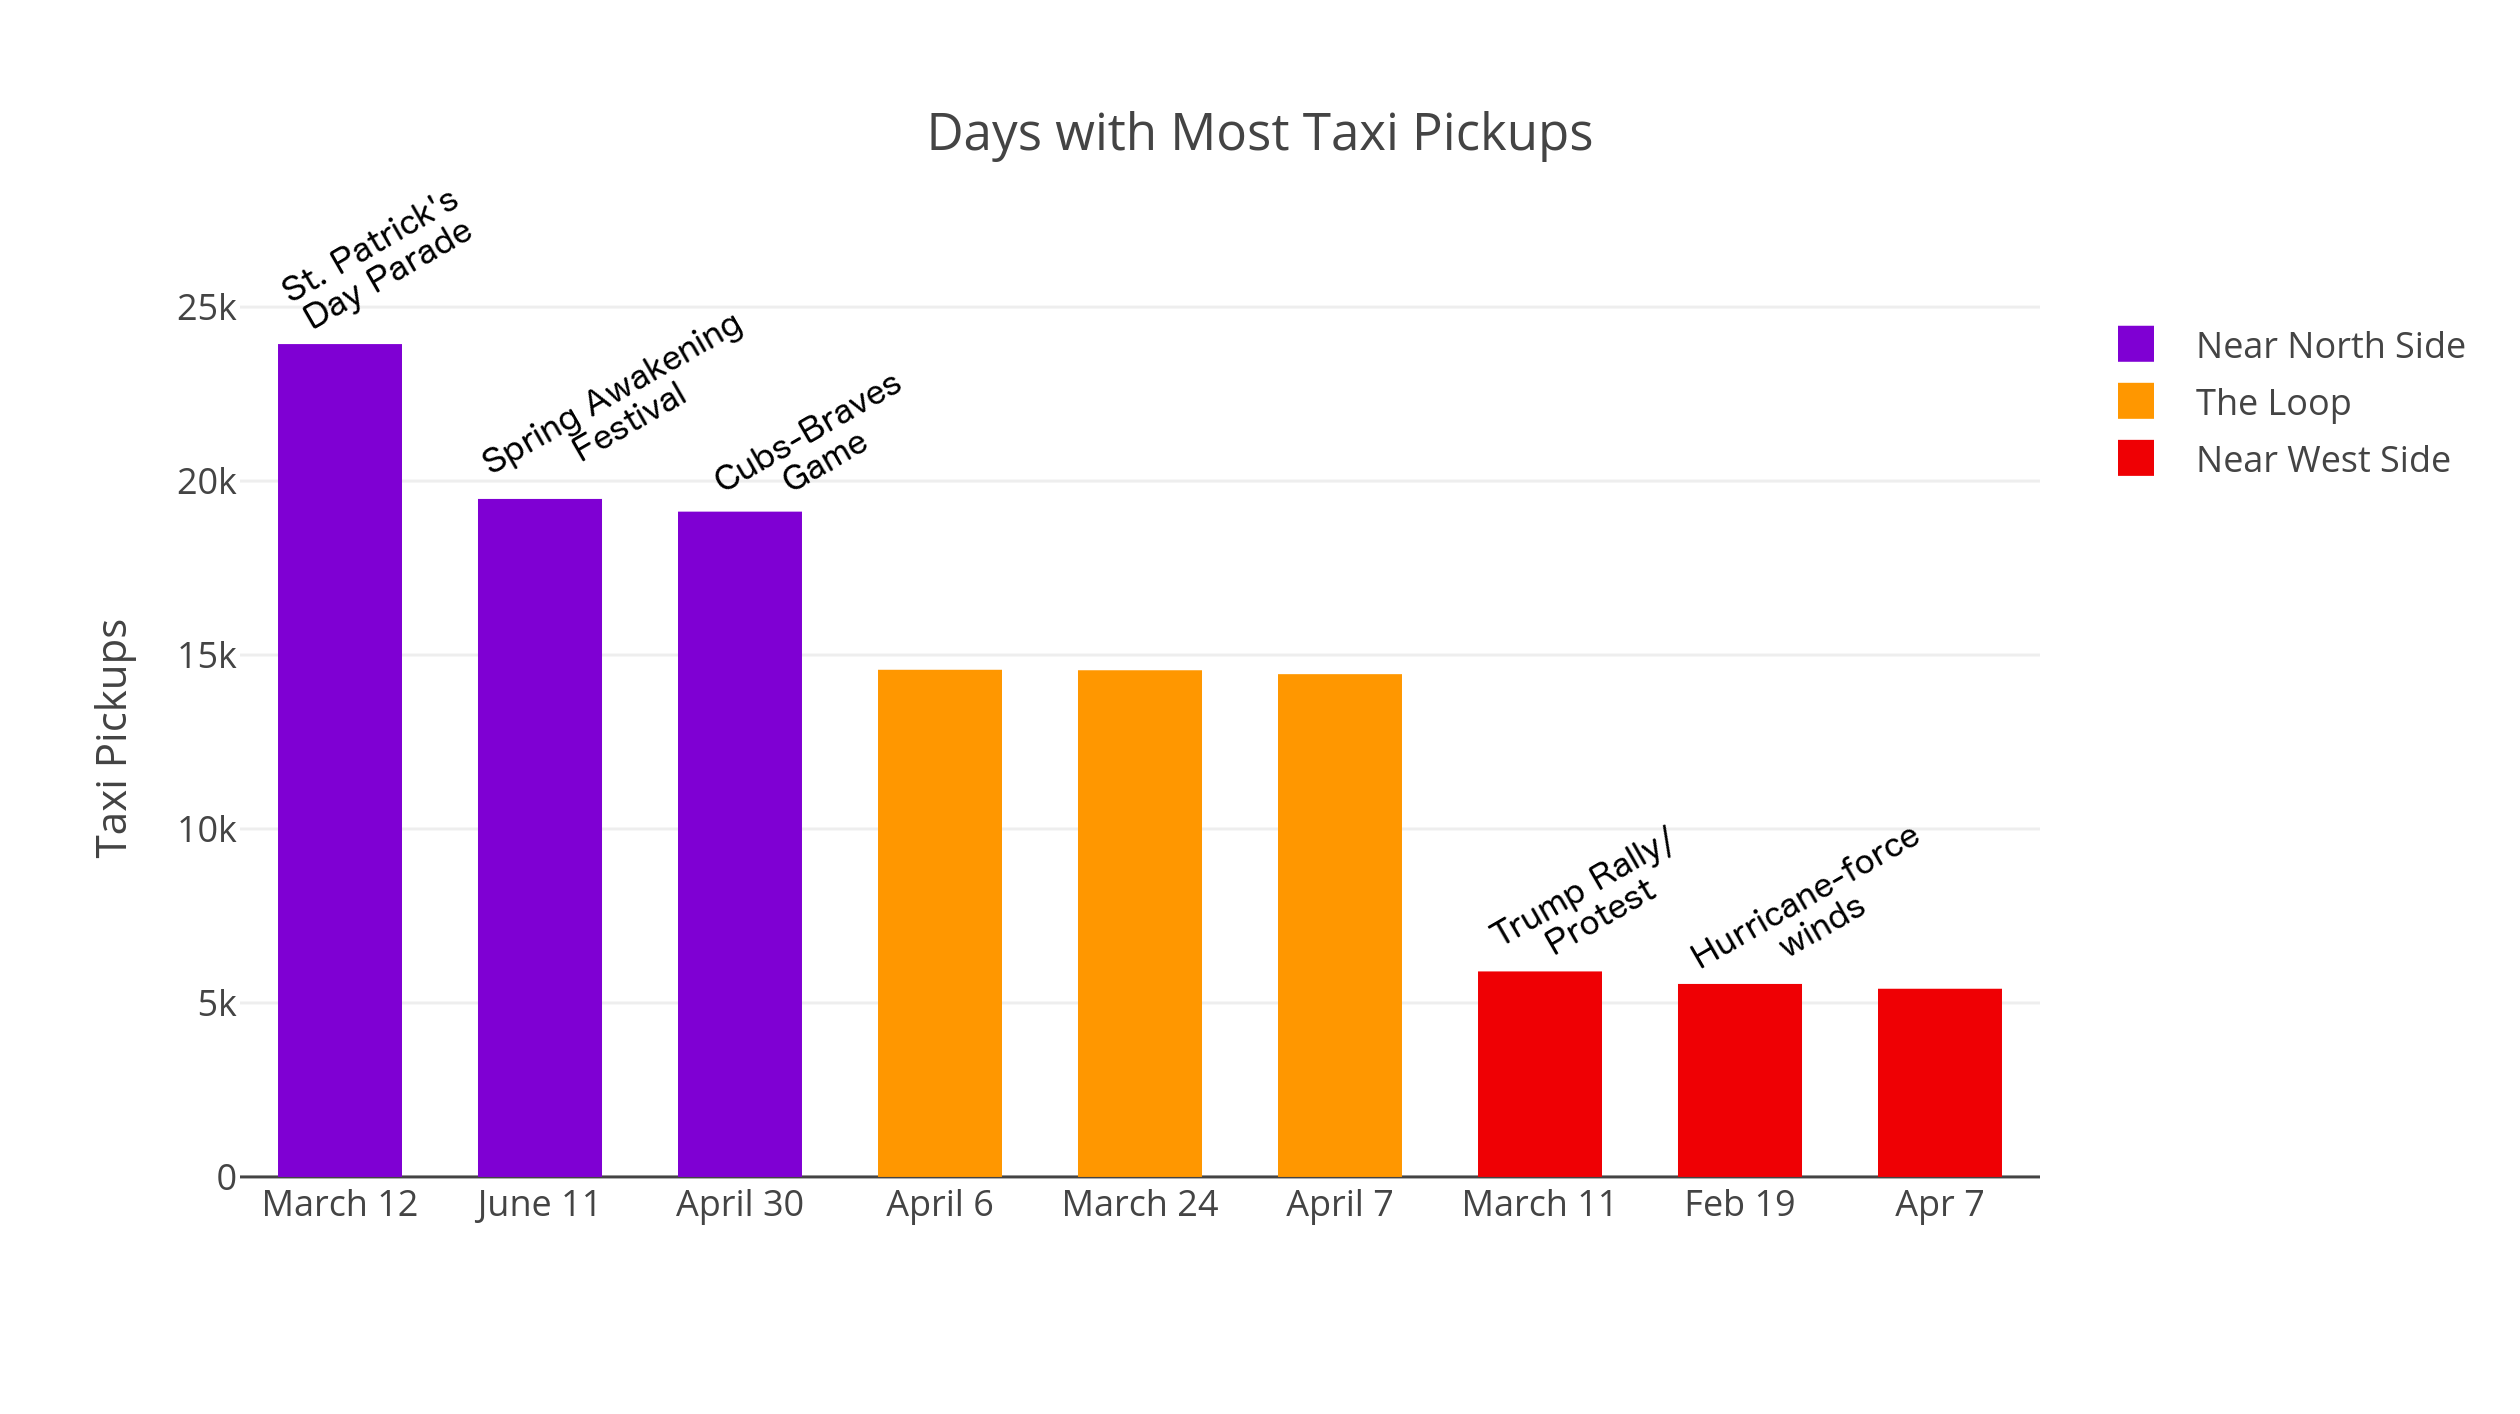 Days with Most Taxi Pickups
St. Patrick's
Day Parade
Spring Awakening
Festival
Cubs-Braves
Game
Trump Rally/
Protest
Hurricane-force
winds
Taxi Pickups
25k
20k
15k
10k
5k
0
March 12 June 11 April 30 April 6 March 24 April 7 March 11 Feb 19 Apr 7
Near North Side
The Loop
Near West Side